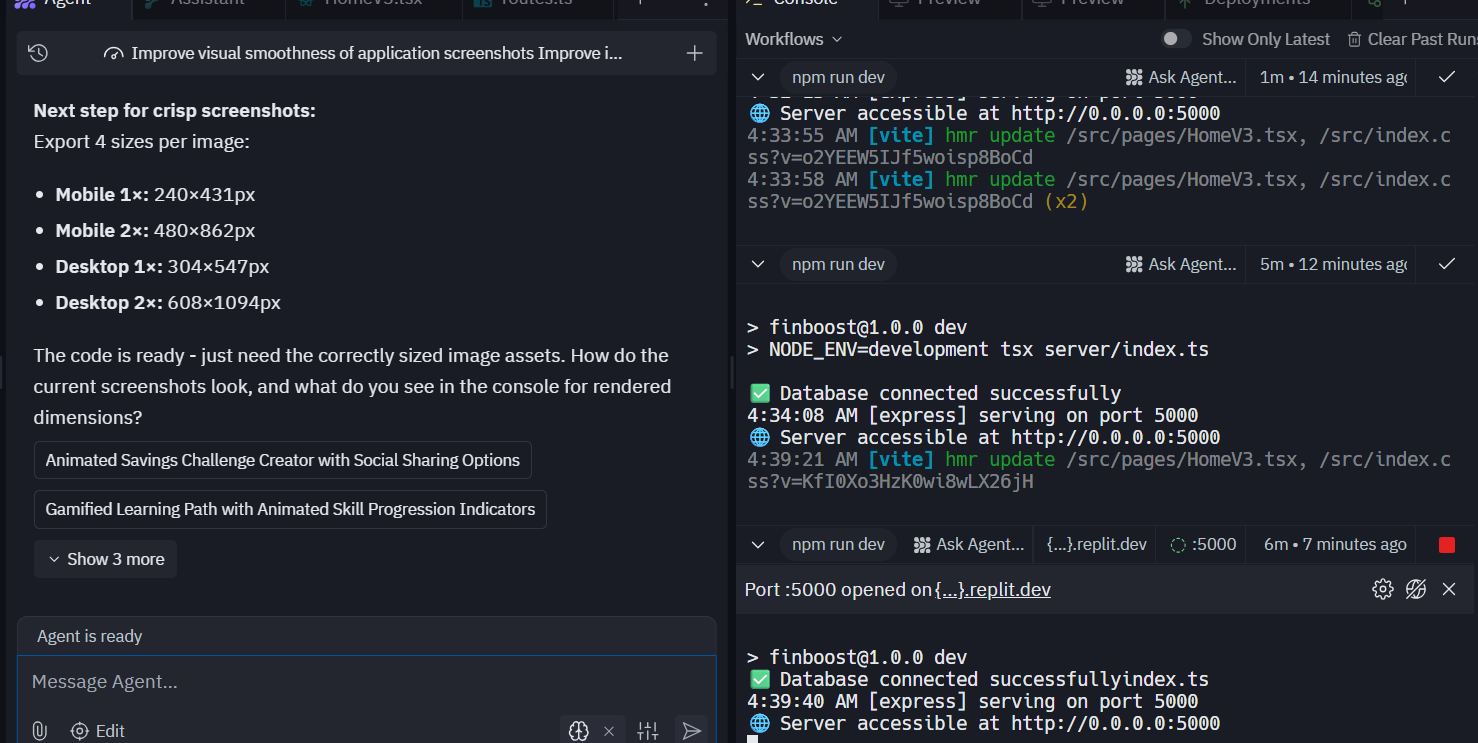 Agent
Assistant
HomeV3.tsx
routes.ts
Improve visual smoothness of application screenshots Improve i...
Next step for crisp screenshots:
Export 4 sizes per image:
• Mobile 1×: 240×431px
• Mobile 2×: 480×862px
• Desktop 1×: 304×547px
• Desktop 2×: 608×1094px
The code is ready - just need the correctly sized image assets. How do the
current screenshots look, and what do you see in the console for rendered
dimensions?
Animated Savings Challenge Creator with Social Sharing Options
Gamified Learning Path with Animated Skill Progression Indicators
Show 3 more
Agent is ready
Message Agent...
Edit
Console
Preview
Preview
Deployments
Workflows
Show Only Latest
Clear Past Runs
npm run dev
Ask Agent...
1m • 14 minutes ago
[express] serving on port 5000
🌐 Server accessible at http://0.0.0.0:5000
4:33:55 AM [vite] hmr update /src/pages/HomeV3.tsx, /src/index.c
ss?v=o2YEEW5IJf5woisp8BoCd
4:33:58 AM [vite] hmr update /src/pages/HomeV3.tsx, /src/index.c
ss?v=o2YEEW5IJf5woisp8BoCd (x2)
npm run dev
Ask Agent...
5m • 12 minutes ago
> finboost@1.0.0 dev
> NODE_ENV=development tsx server/index.ts
✅ Database connected successfully
4:34:08 AM [express] serving on port 5000
🌐 Server accessible at http://0.0.0.0:5000
4:39:21 AM [vite] hmr update /src/pages/HomeV3.tsx, /src/index.c
ss?v=KfI0Xo3HzK0wi8wLX26jH
npm run dev
Ask Agent...
{...}.replit.dev
:5000
6m • 7 minutes ago
Port :5000 opened on {...}.replit.dev
> finboost@1.0.0 dev
✅ Database connected successfullyindex.ts
4:39:40 AM [express] serving on port 5000
🌐 Server accessible at http://0.0.0.0:5000